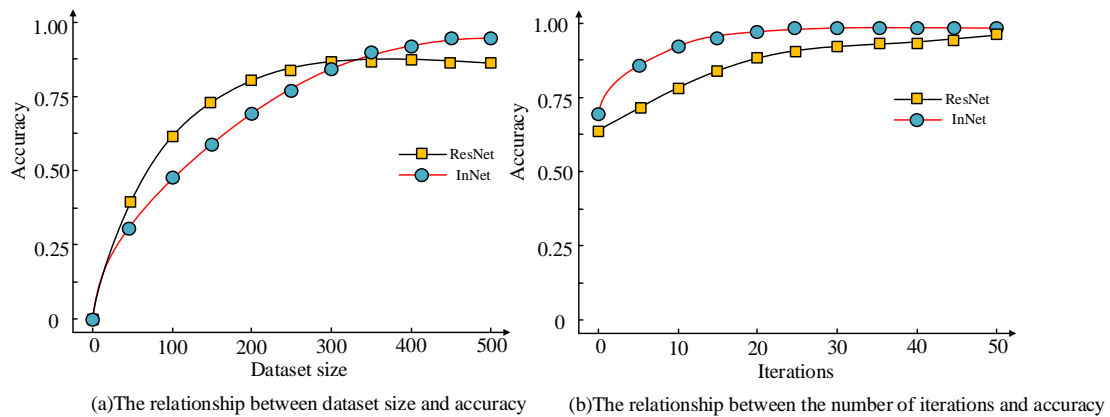 1.00
0.75
0.50
0.25
0
Accuracy
ResNet
InNet
0 100 200 300 400 500
Dataset size
(a)The relationship between dataset size and accuracy
1.00
0.75
0.50
0.25
0
Accuracy
ResNet
InNet
0 10 20 30 40 50
Iterations
(b)The relationship between the number of iterations and accuracy